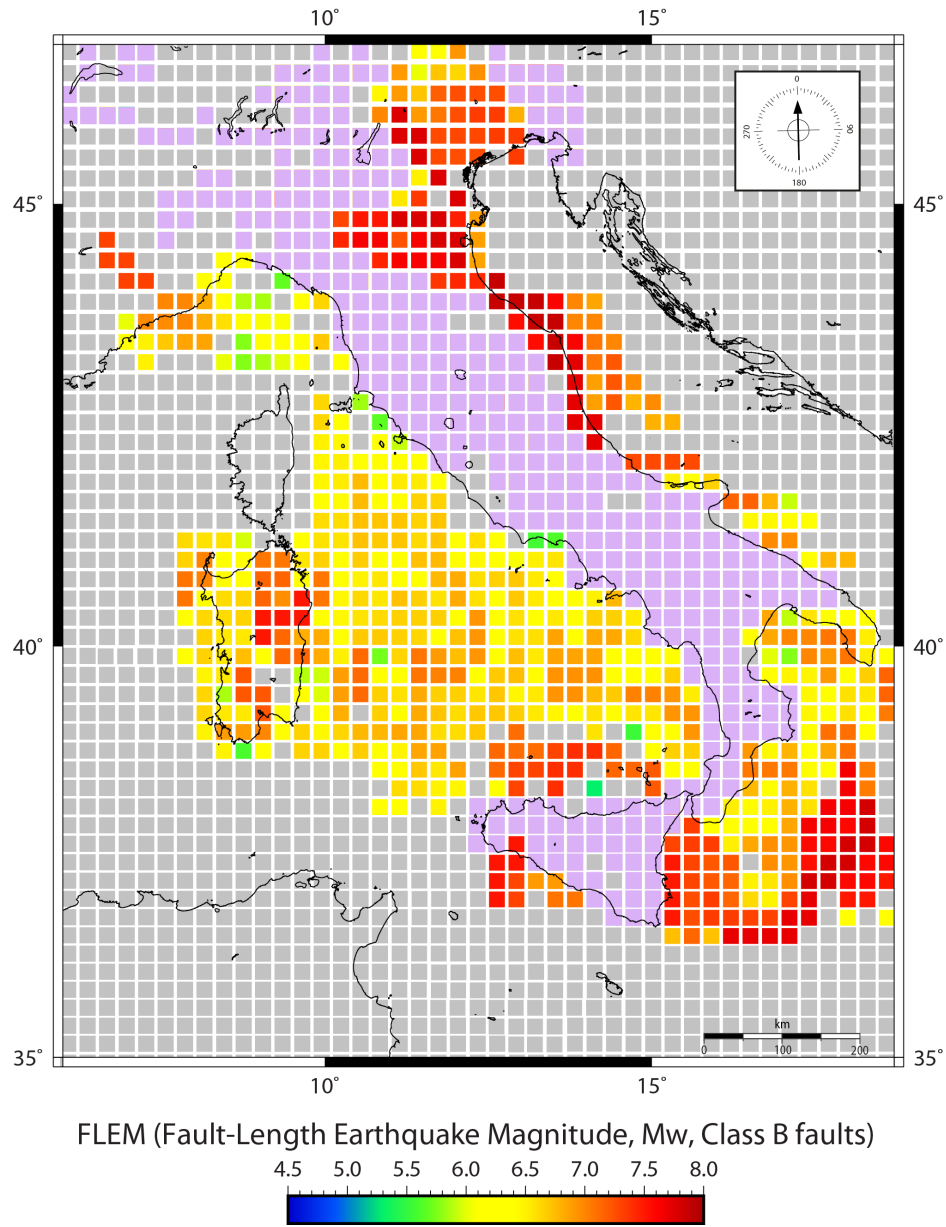 10° 15°
0
270 90
180
45° 45°
40° 40°
km
0 100 200
35° 35°
10° 15°
FLEM (Fault-Length Earthquake Magnitude, Mw, Class B faults)
4.5 5.0 5.5 6.0 6.5 7.0 7.5 8.0